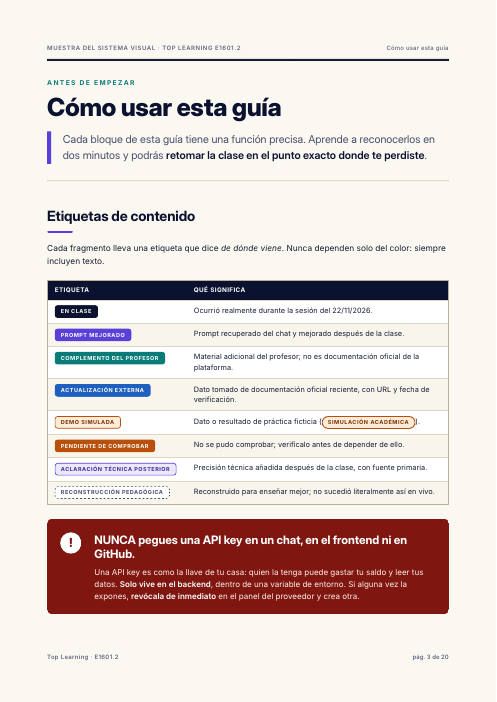 MUESTRA DEL SISTEMA VISUAL · TOP LEARNING E1601.2
Cómo usar esta guía
ANTES DE EMPEZAR
Cómo usar esta guía
Cada bloque de esta guía tiene una función precisa. Aprende a reconocerlos en
dos minutos y podrás retomar la clase en el punto exacto donde te perdiste.
Etiquetas de contenido
Cada fragmento lleva una etiqueta que dice de dónde viene. Nunca dependen solo del color: siempre
incluyen texto.
ETIQUETA QUÉ SIGNIFICA
EN CLASE Ocurrió realmente durante la sesión del 22/11/2026.
PROMPT MEJORADO Prompt recuperado del chat y mejorado después de la clase.
COMPLEMENTO DEL PROFESOR Material adicional del profesor; no es documentación oficial de la
plataforma.
ACTUALIZACIÓN EXTERNA Dato tomado de documentación oficial reciente, con URL y fecha de
verificación.
DEMO SIMULADA Dato o resultado de práctica ficticia (SIMULACIÓN ACADÉMICA).
PENDIENTE DE COMPROBAR No se pudo comprobar; verifícalo antes de depender de ello.
ACLARACIÓN TÉCNICA POSTERIOR Precisión técnica añadida después de la clase, con fuente primaria.
RECONSTRUCCIÓN PEDAGÓGICA Reconstruido para enseñar mejor; no sucedió literalmente así en vivo.
!
NUNCA pegues una API key en un chat, en el frontend ni en
GitHub.
Una API key es como la llave de tu casa: quien la tenga puede gastar tu saldo y leer tus
datos. Solo vive en el backend, dentro de una variable de entorno. Si alguna vez la
expones, revócala de inmediato en el panel del proveedor y crea otra.
Top Learning · E1601.2
pág. 3 de 20